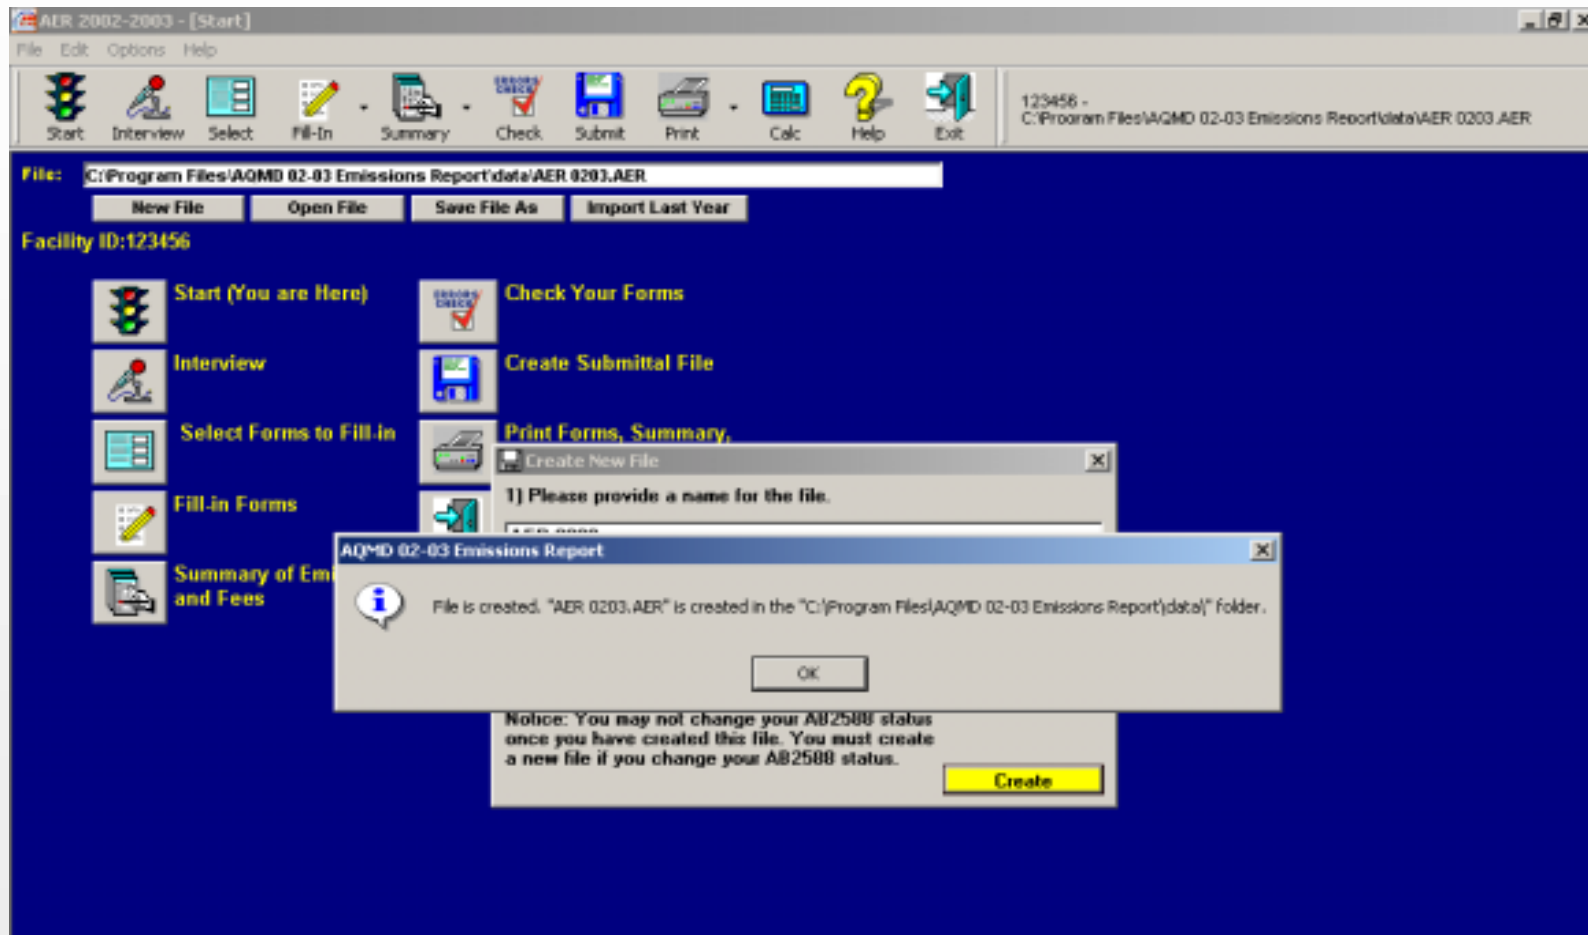 AER 2002-2003 - [Start]
File Edit Options Help
Start Interview Select Fill-In Summary Check Submit Print Calc Help Exit
123456 -
C:\Program Files\AQMD 02-03 Emissions Report\data\AER 0203.AER
File: C:\Program Files\AQMD 02-03 Emissions Report\data\AER 0203.AER
New File Open File Save File As Import Last Year
Facility ID:123456
Start (You are Here)
Interview
Select Forms to Fill-in
Fill-in Forms
Summary of Emi
and Fees
ERRORS CHECK
Check Your Forms
Create Submittal File
Print Forms, Summary,
Create New File
1) Please provide a name for the file.
AQMD 02-03 Emissions Report
File is created. "AER 0203.AER" is created in the "C:\Program Files\AQMD 02-03 Emissions Report\data\" folder.
OK
Notice: You may not change your AB2588 status
once you have created this file. You must create
a new file if you change your AB2588 status.
Create